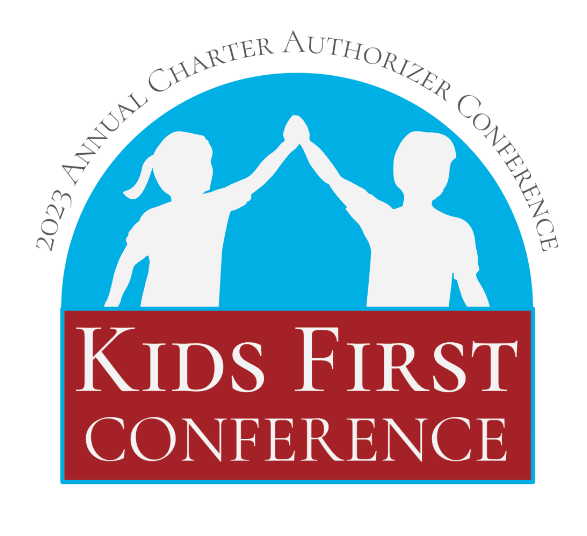 2023 Annual Charter Authorizer Conference
Kids First
Conference